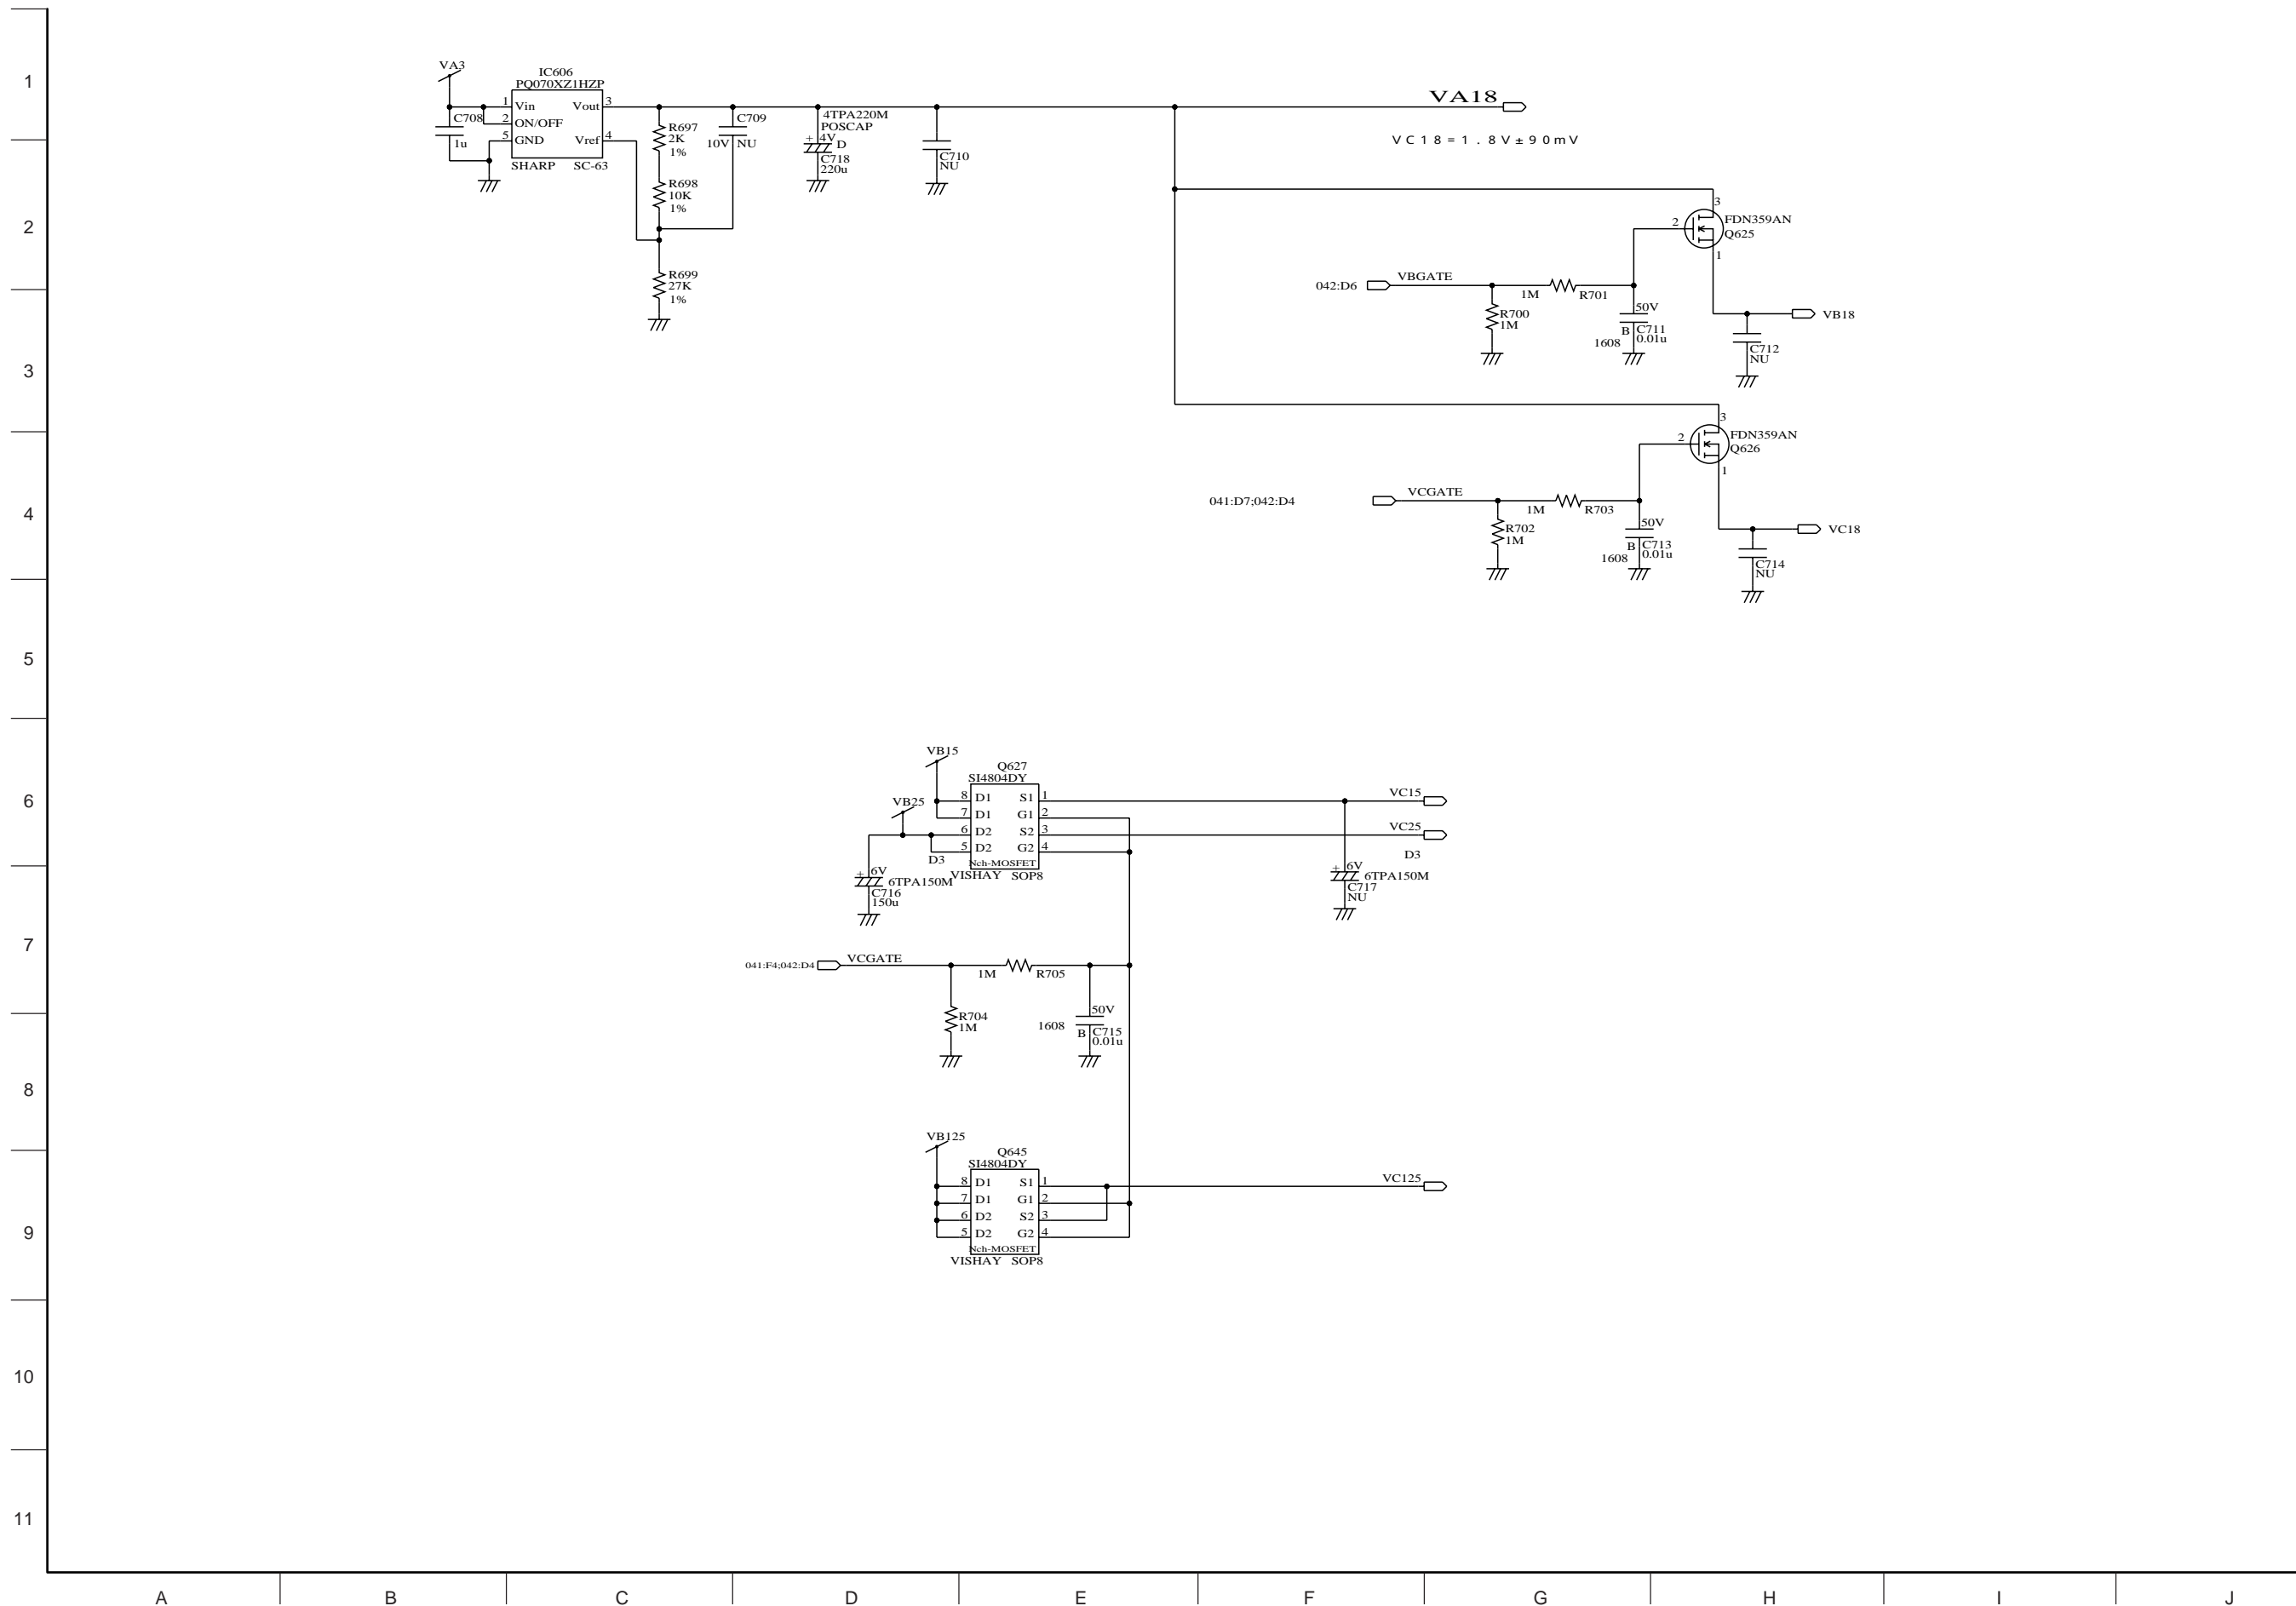 1
VA3
IC606
PQ070XZ1HZP
1 Vin Vout 3
2 ON/OFF
5 GND Vref 4
SHARP SC-63
C708
1u
R697
2K
1%
R698
10K
1%
R699
27K
1%
C709
10V NU
4TPA220M
POSCAP
+ 4V D
C718
220u
C710
NU
VA18
VC18=1.8V±90mV
2
3
FDN359AN
2
Q625
1
042:D6 VBGATE
1M R701
R700
1M
50V
B C711
1608 0.01u
VB18
C712
NU
3
3
FDN359AN
2
Q626
1
4
041:D7;042:D4 VCGATE
1M R703
R702
1M
50V
B C713
1608 0.01u
VC18
C714
NU
5
6
VB15
Q627
SI4804DY
VB25
8 D1 S1 1
7 D1 G1 2
6 D2 S2 3
5 D2 G2 4
Nch-MOSFET
VISHAY SOP8
D3
+ 6V
6TPA150M
C716
150u
VC15
VC25
D3
+ 6V
6TPA150M
C717
NU
7
041:F4;042:D4 VCGATE
1M R705
R704
1M
50V
1608
B C715
0.01u
8
VB125
Q645
SI4804DY
8 D1 S1 1
7 D1 G1 2
6 D2 S2 3
5 D2 G2 4
Nch-MOSFET
VISHAY SOP8
VC125
9
10
11
A B C D E F G H I J